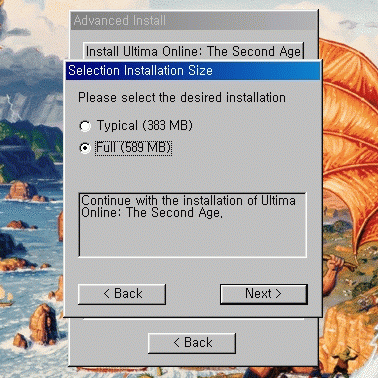 Advanced Install
Install Ultima Online: The Second Age
Selection Installation Size
Please select the desired installation
Typical (383 MB)
Full (589 MB)
Continue with the installation of Ultima
Online: The Second Age,
< Back
Next >
< Back